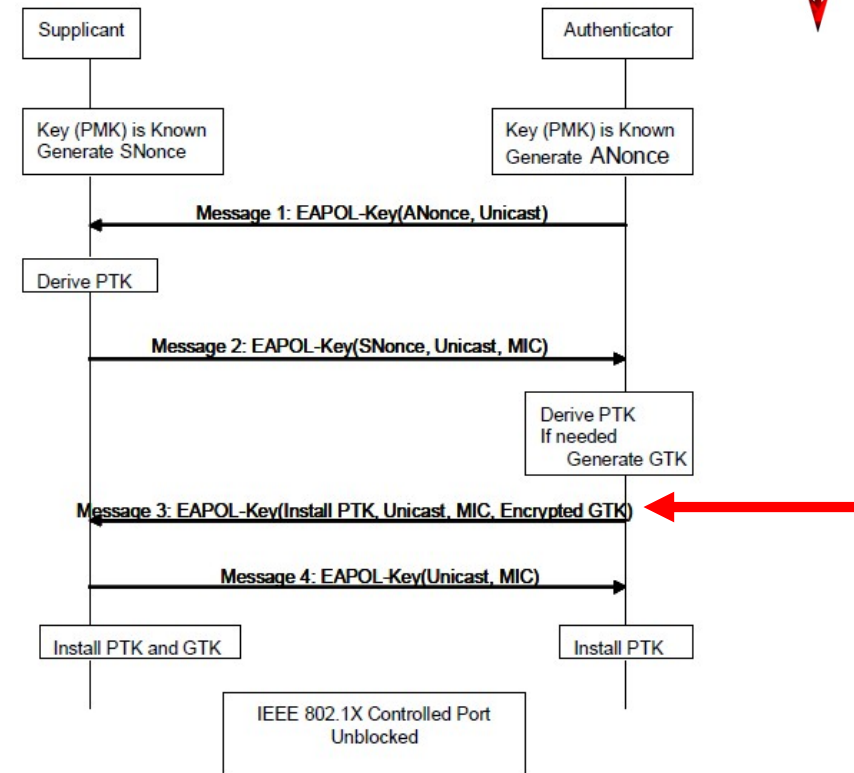 Supplicant
Authenticator
Key (PMK) is Known
Generate SNonce
Key (PMK) is Known
Generate ANonce
Message 1: EAPOL-Key(ANonce, Unicast)
Derive PTK
Message 2: EAPOL-Key(SNonce, Unicast, MIC)
Derive PTK
If needed
Generate GTK
Message 3: EAPOL-Key(Install PTK, Unicast, MIC, Encrypted GTK)
Message 4: EAPOL-Key(Unicast, MIC)
Install PTK and GTK
Install PTK
IEEE 802.1X Controlled Port
Unblocked